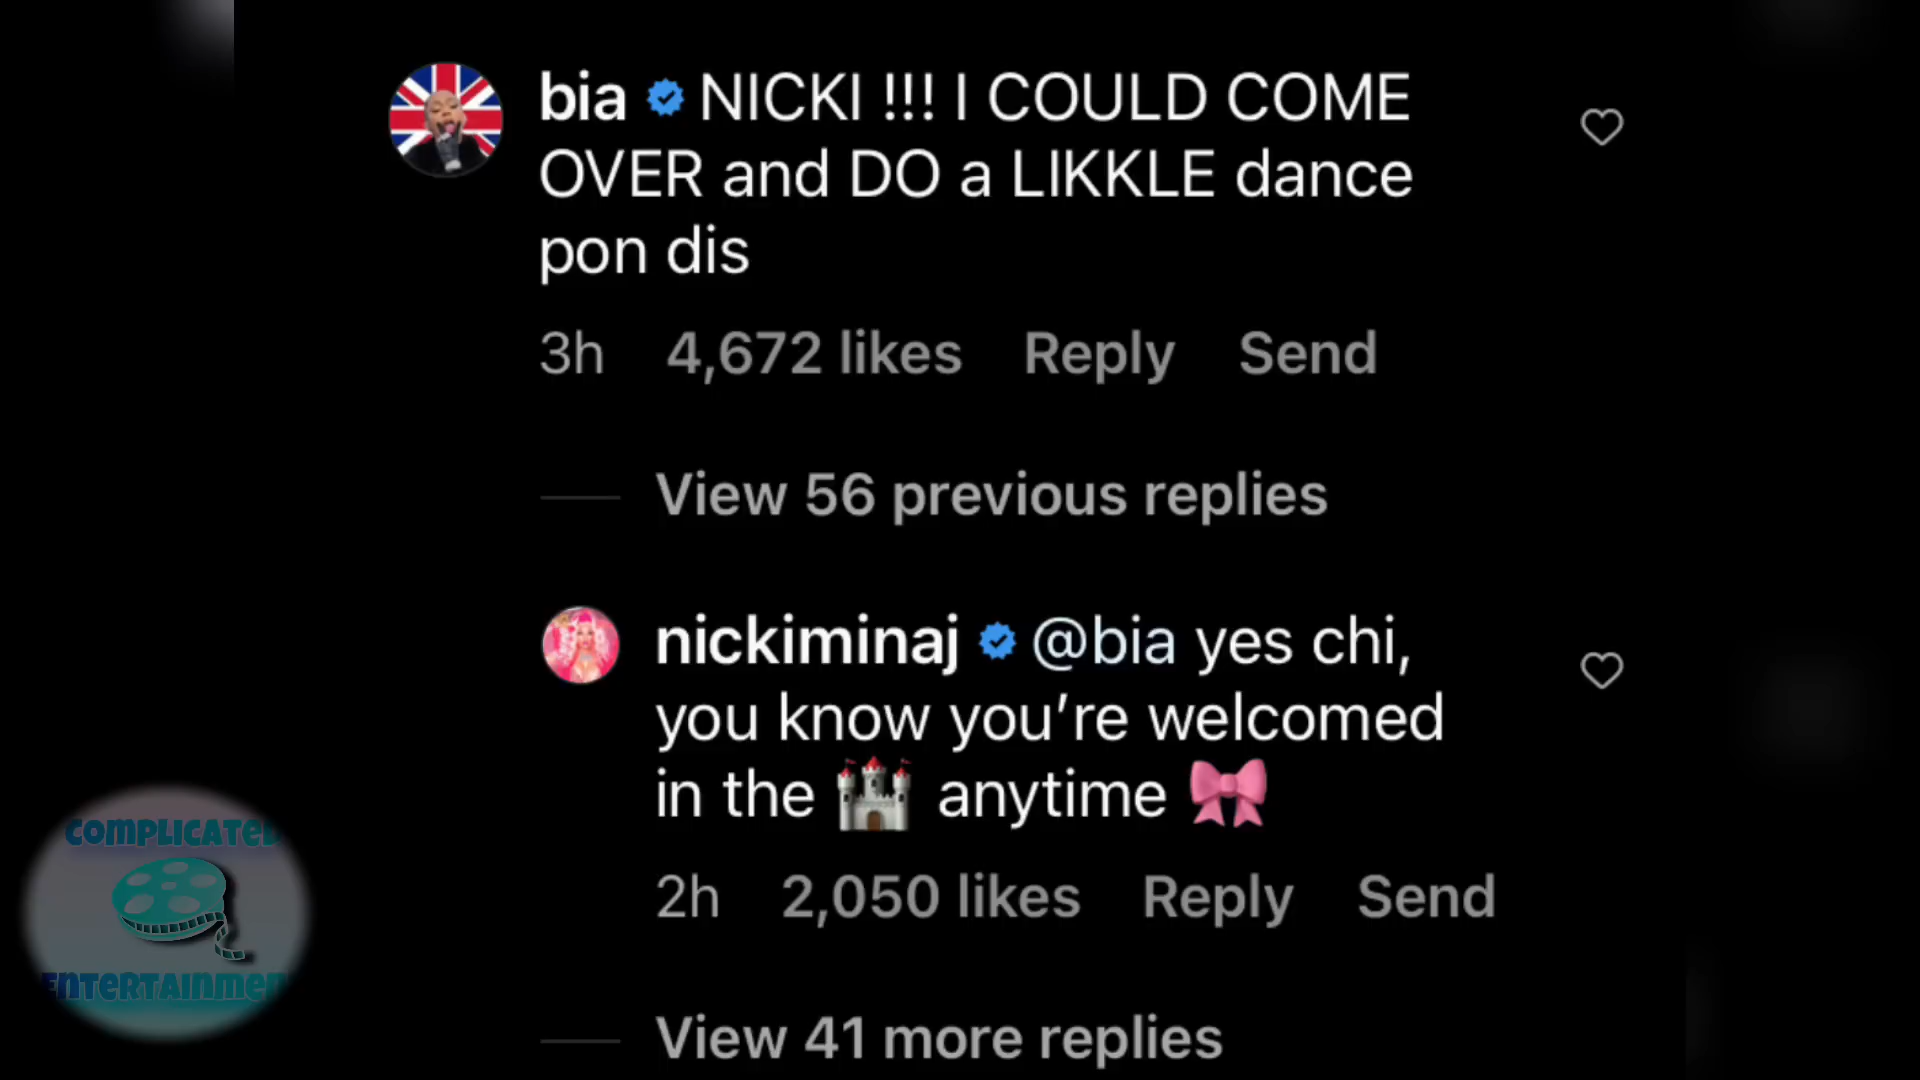 bia NICKI !!! I COULD COME
OVER and DO a LIKKLE dance
pon dis
3h 4,672 likes Reply Send
View 56 previous replies
nickiminaj @bia yes chi,
you know you’re welcomed
in the 🏰 anytime 🎀
2h 2,050 likes Reply Send
View 41 more replies
COMPLICATED
ENTERTAINMEN